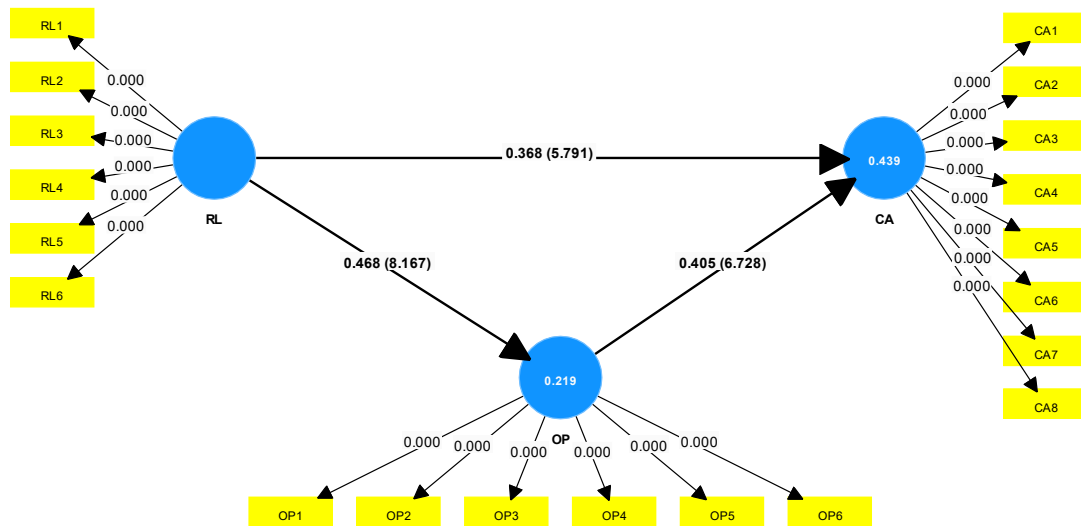 RL1
RL2
RL3
RL4
RL5
RL6
0.000
0.000
0.000
0.000
0.000
0.000
RL
0.368 (5.791)
0.468 (8.167)
0.405 (6.728)
0.439
CA
0.000
0.000
0.000
0.000
0.000
0.000
0.000
0.000
CA1
CA2
CA3
CA4
CA5
CA6
CA7
CA8
0.219
OP
0.000
0.000
0.000
0.000
0.000
0.000
OP1
OP2
OP3
OP4
OP5
OP6